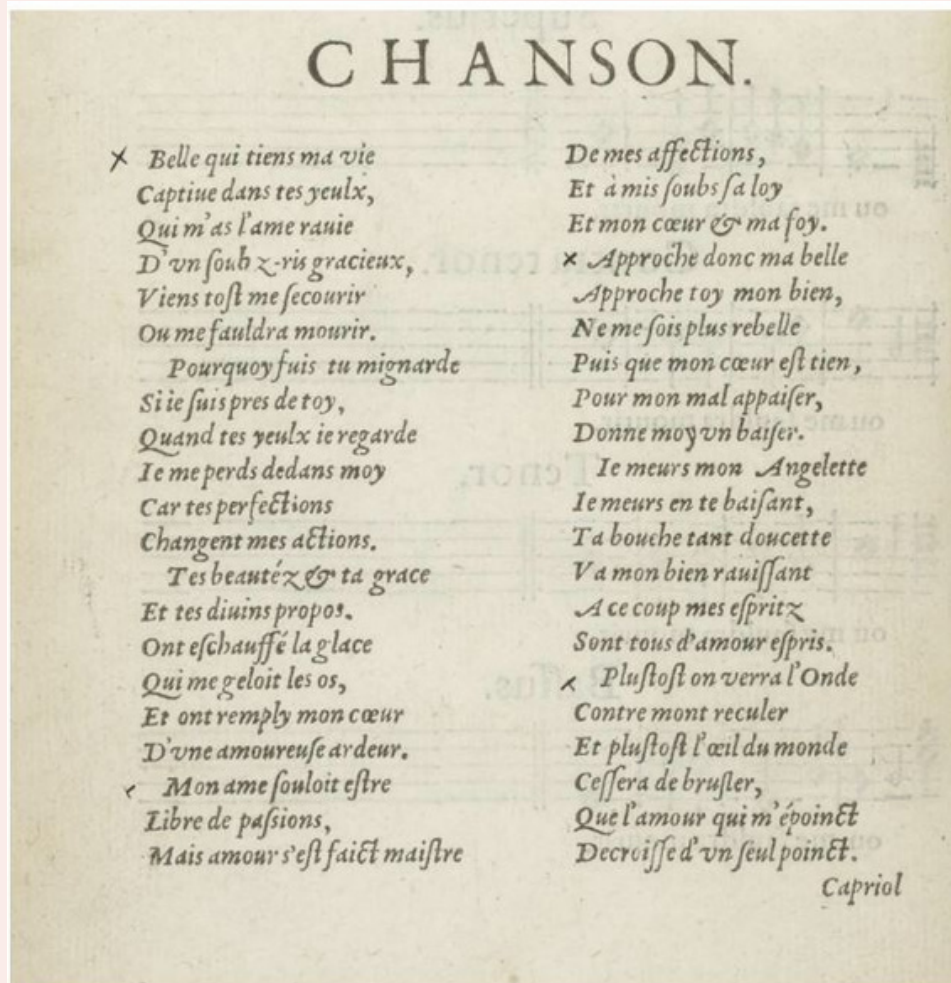 CHANSON.
Belle qui tiens ma vie
Captiue dans tes yeulx,
Qui m'as l'ame rauie
D'vn ſoubz-ris gracieux,
Viens toſt me ſecourir
Ou me fauldra mourir.
Pourquoy fuis tu mignarde
Si ie ſuis pres de toy,
Quand tes yeulx ie regarde
Ie me perds dedans moy
Car tes perfections
Changent mes actions.
Tes beautéz & ta grace
Et tes diuins propos.
Ont eſchauffé la glace
Qui me geloit les os,
Et ont remply mon cœur
D'vne amoureuſe ardeur.
Mon ame ſouloit eſtre
Libre de paſsions,
Mais amour s'eſt faict maiſtre
De mes affections,
Et à mis ſoubs ſa loy
Et mon cœur & ma foy.
Approche donc ma belle
Approche toy mon bien,
Ne me ſois plus rebelle
Puis que mon cœur eſt tien,
Pour mon mal appaiſer,
Donne moy vn baiſer.
Ie meurs mon Angelette
Ie meurs en te baiſant,
Ta bouche tant doucette
Va mon bien rauiſſant
A ce coup mes eſpritz
Sont tous d'amour eſpris.
Pluſtoſt on verra l'Onde
Contre mont reculer
Et pluſtoſt l'œil du monde
Ceſſera de bruſler,
Que l'amour qui m'époinct
Decroiſſe d'vn ſeul poinct.
Capriol